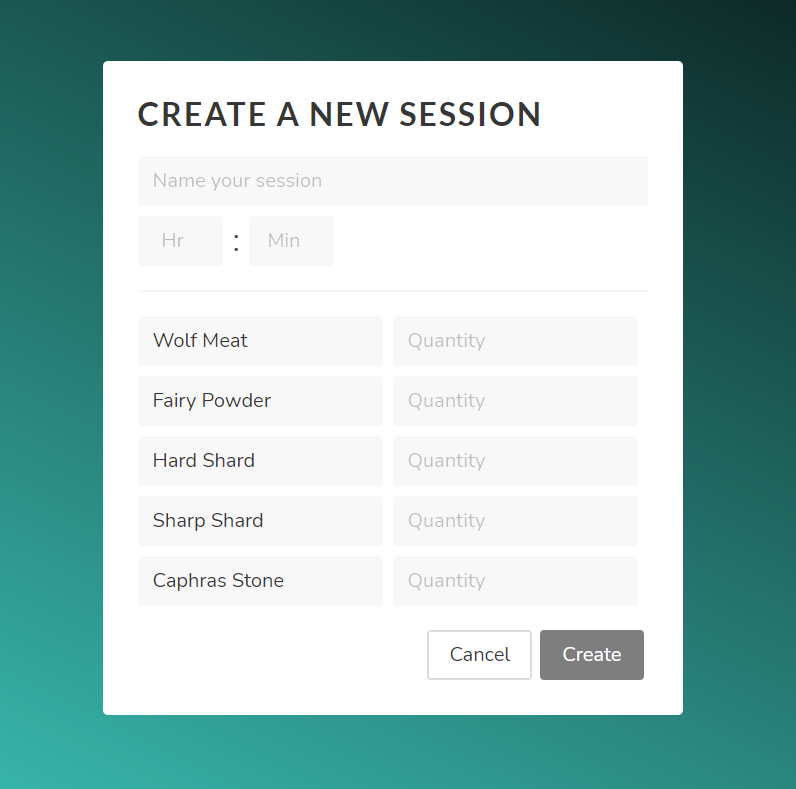 CREATE A NEW SESSION
Name your session
Hr : Min
Wolf Meat Quantity
Fairy Powder Quantity
Hard Shard Quantity
Sharp Shard Quantity
Caphras Stone Quantity
Cancel Create